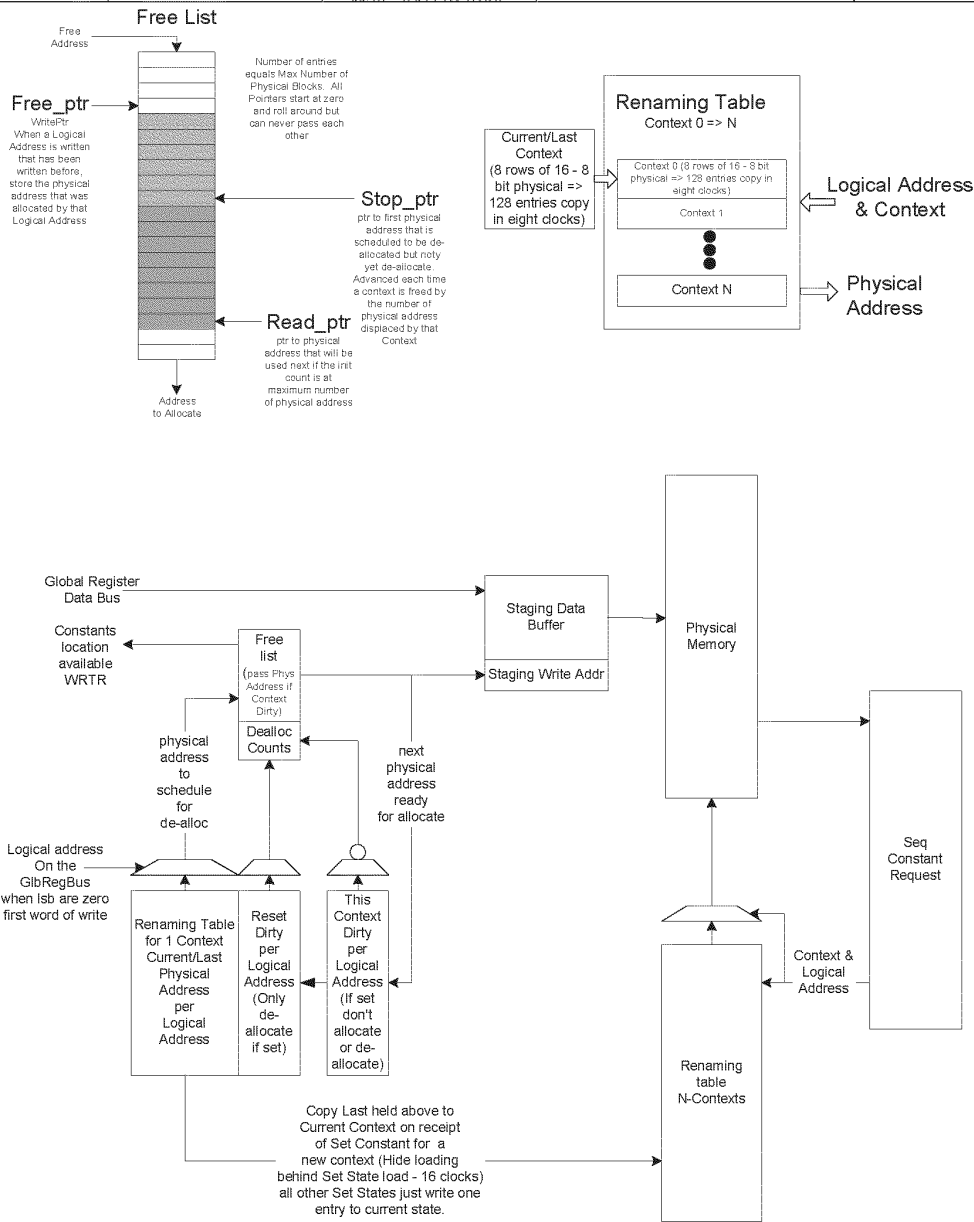 Free List
Free
Address
Number of entries
equals Max Number of
Physical Blocks. All
Pointers start at zero
and roll around but
can never pass each
other
Free_ptr
WritePtr
When a Logical
Address is written
that has been
written before,
store the physical
address that was
allocated by that
Logical Address
Stop_ptr
ptr to first physical
address that is
scheduled to be de-
allocated but noty
yet de-allocate
Advanced each time
a context is freed by
the number of
physical address
displaced by that
Context
Read_ptr
ptr to physical
address that will be
used next if the init
count is at
maximum number
of physical address
Address
to Allocate
Renaming Table
Context 0 => N
Current/Last
Context
(8 rows of 16 - 8
bit physical =>
128 entries copy
in eight clocks)
Context 0 (8 rows of 16 - 8 bit
physical => 128 entries copy in
eight clocks)
Context 1
Context N
Logical Address
& Context
Physical
Address
Global Register
Data Bus
Constants
location
available
WRTR
Free
list
(pass Phys
Address if
Context
Dirty)
Dealloc
Counts
Staging Data
Buffer
Staging Write Addr
Physical
Memory
physical
address
to
schedule
for
de-alloc
next
physical
address
ready
for allocate
Logical address
On the
GlbRegBus
when lsb are zero
first word of write
Renaming Table
for 1 Context
Current/Last
Physical
Address
per
Logical
Address
Reset
Dirty
per
Logical
Address
(Only
de-
allocate
if set)
This
Context
Dirty
per
Logical
Address
(If set
don't
allocate
or de-
allocate)
Seq
Constant
Request
Context &
Logical
Address
Renaming
table
N-Contexts
Copy Last held above to
Current Context on receipt
of Set Constant for a
new context (Hide loading
behind Set State load - 16 clocks)
all other Set States just write one
entry to current state.